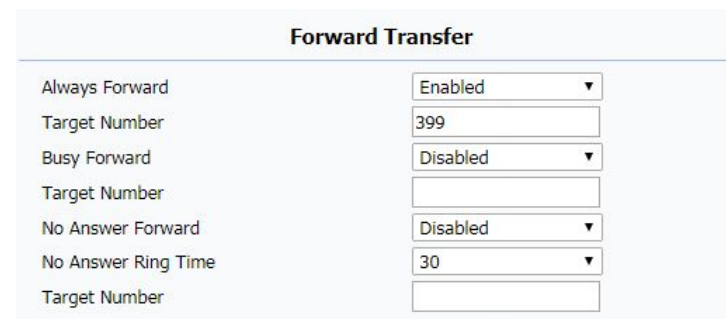 Forward Transfer
Always Forward Enabled
Target Number 399
Busy Forward Disabled
Target Number
No Answer Forward Disabled
No Answer Ring Time 30
Target Number